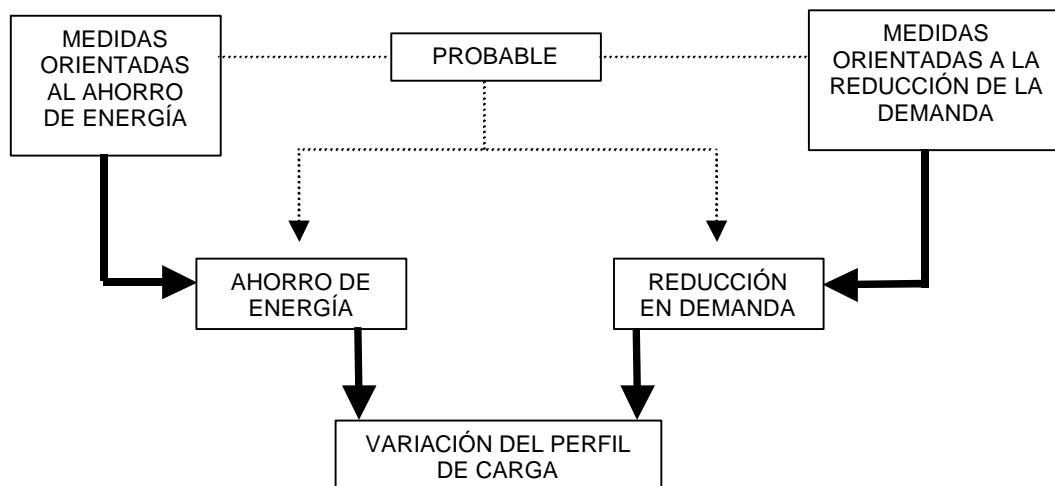 MEDIDAS
ORIENTADAS
AL AHORRO
DE ENERGÍA
PROBABLE
MEDIDAS
ORIENTADAS A LA
REDUCCIÓN DE LA
DEMANDA
AHORRO DE
ENERGÍA
REDUCCIÓN
EN DEMANDA
VARIACIÓN DEL PERFIL
DE CARGA